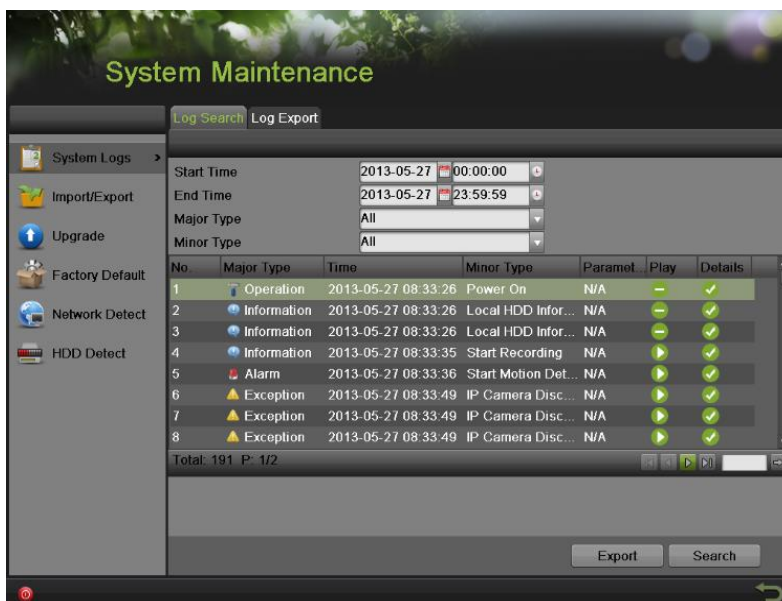 System Maintenance
Log Search Log Export
System Logs >
Import/Export
Upgrade
Factory Default
Network Detect
HDD Detect
Start Time 2013-05-27 00:00:00
End Time 2013-05-27 23:59:59
Major Type All
Minor Type All
No. Major Type Time Minor Type Paramet... Play Details
1 Operation 2013-05-27 08:33:26 Power On N/A
2 Information 2013-05-27 08:33:26 Local HDD Infor... N/A
3 Information 2013-05-27 08:33:26 Local HDD Infor... N/A
4 Information 2013-05-27 08:33:35 Start Recording N/A
5 Alarm 2013-05-27 08:33:36 Start Motion Det... N/A
6 Exception 2013-05-27 08:33:49 IP Camera Disc... N/A
7 Exception 2013-05-27 08:33:49 IP Camera Disc... N/A
8 Exception 2013-05-27 08:33:49 IP Camera Disc... N/A
Total: 191 P: 1/2
Export Search